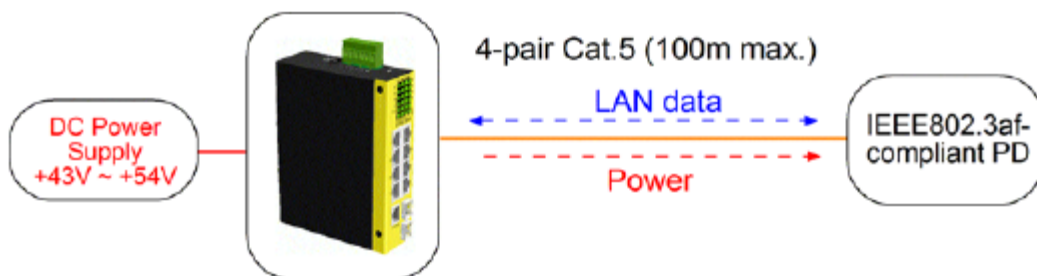 4-pair Cat.5 (100m max.)
LAN data
DC Power
Supply
+43V ~ +54V
IEEE802.3af-
compliant PD
Power